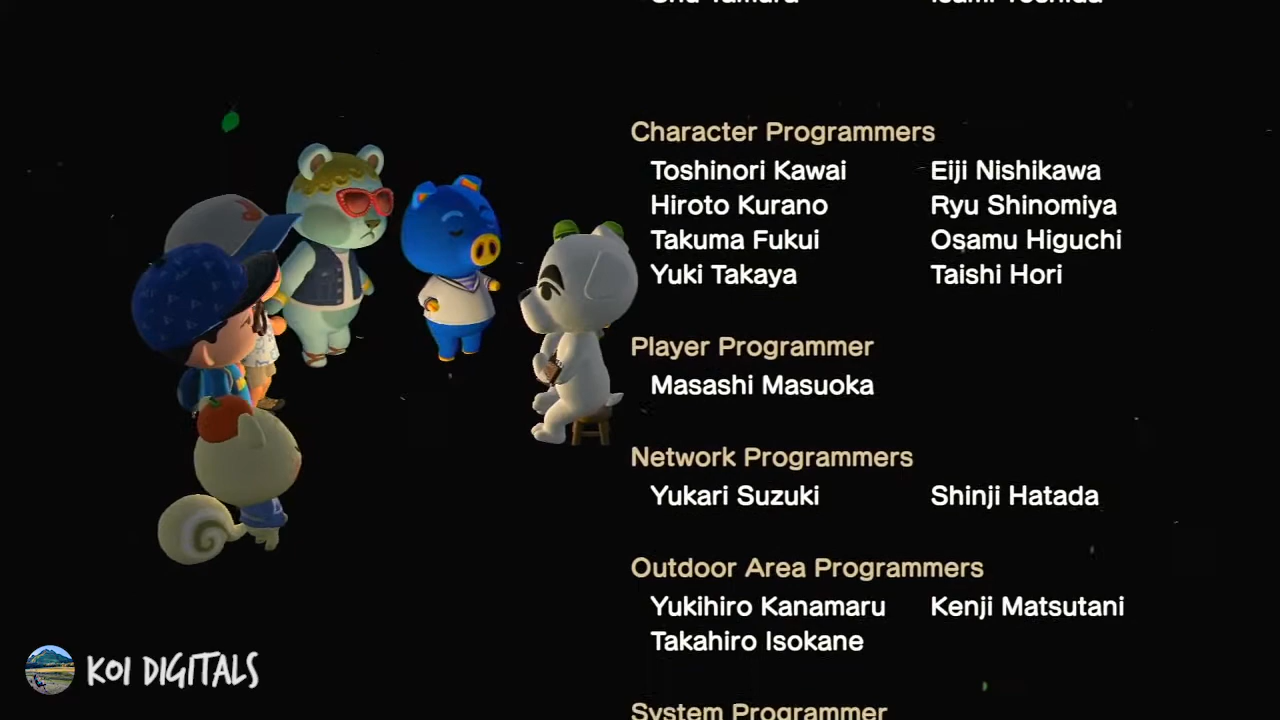 Character Programmers
Toshinori Kawai Eiji Nishikawa
Hiroto Kurano Ryu Shinomiya
Takuma Fukui Osamu Higuchi
Yuki Takaya Taishi Hori
Player Programmer
Masashi Masuoka
Network Programmers
Yukari Suzuki Shinji Hatada
Outdoor Area Programmers
Yukihiro Kanamaru Kenji Matsutani
Takahiro Isokane
System Programmer
KOI DIGITALS